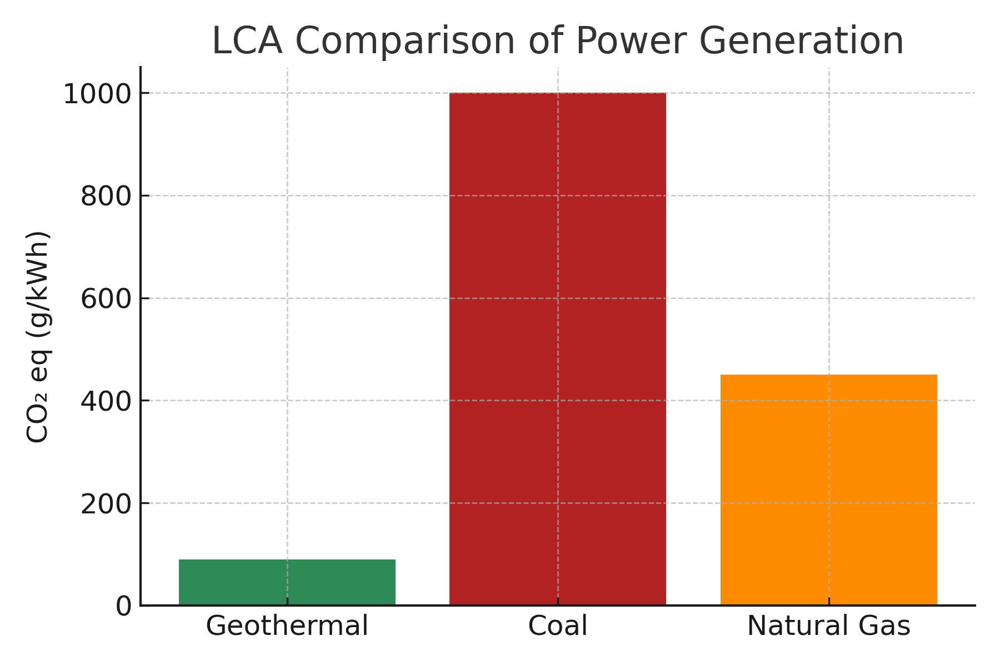 LCA Comparison of Power Generation
1000
800
600
400
200
0
CO₂ eq (g/kWh)
Geothermal
Coal
Natural Gas